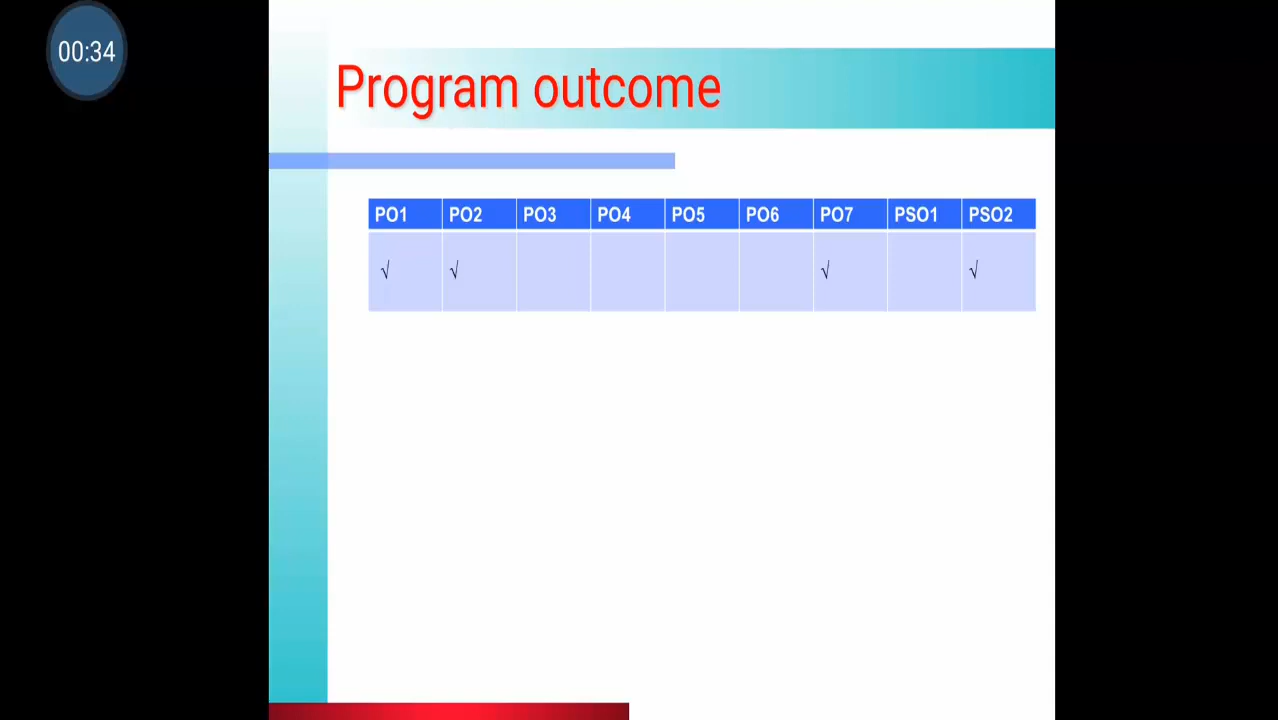 00:34
Program outcome
PO1 PO2 PO3 PO4 PO5 PO6 PO7 PSO1 PSO2
√ √ √ √